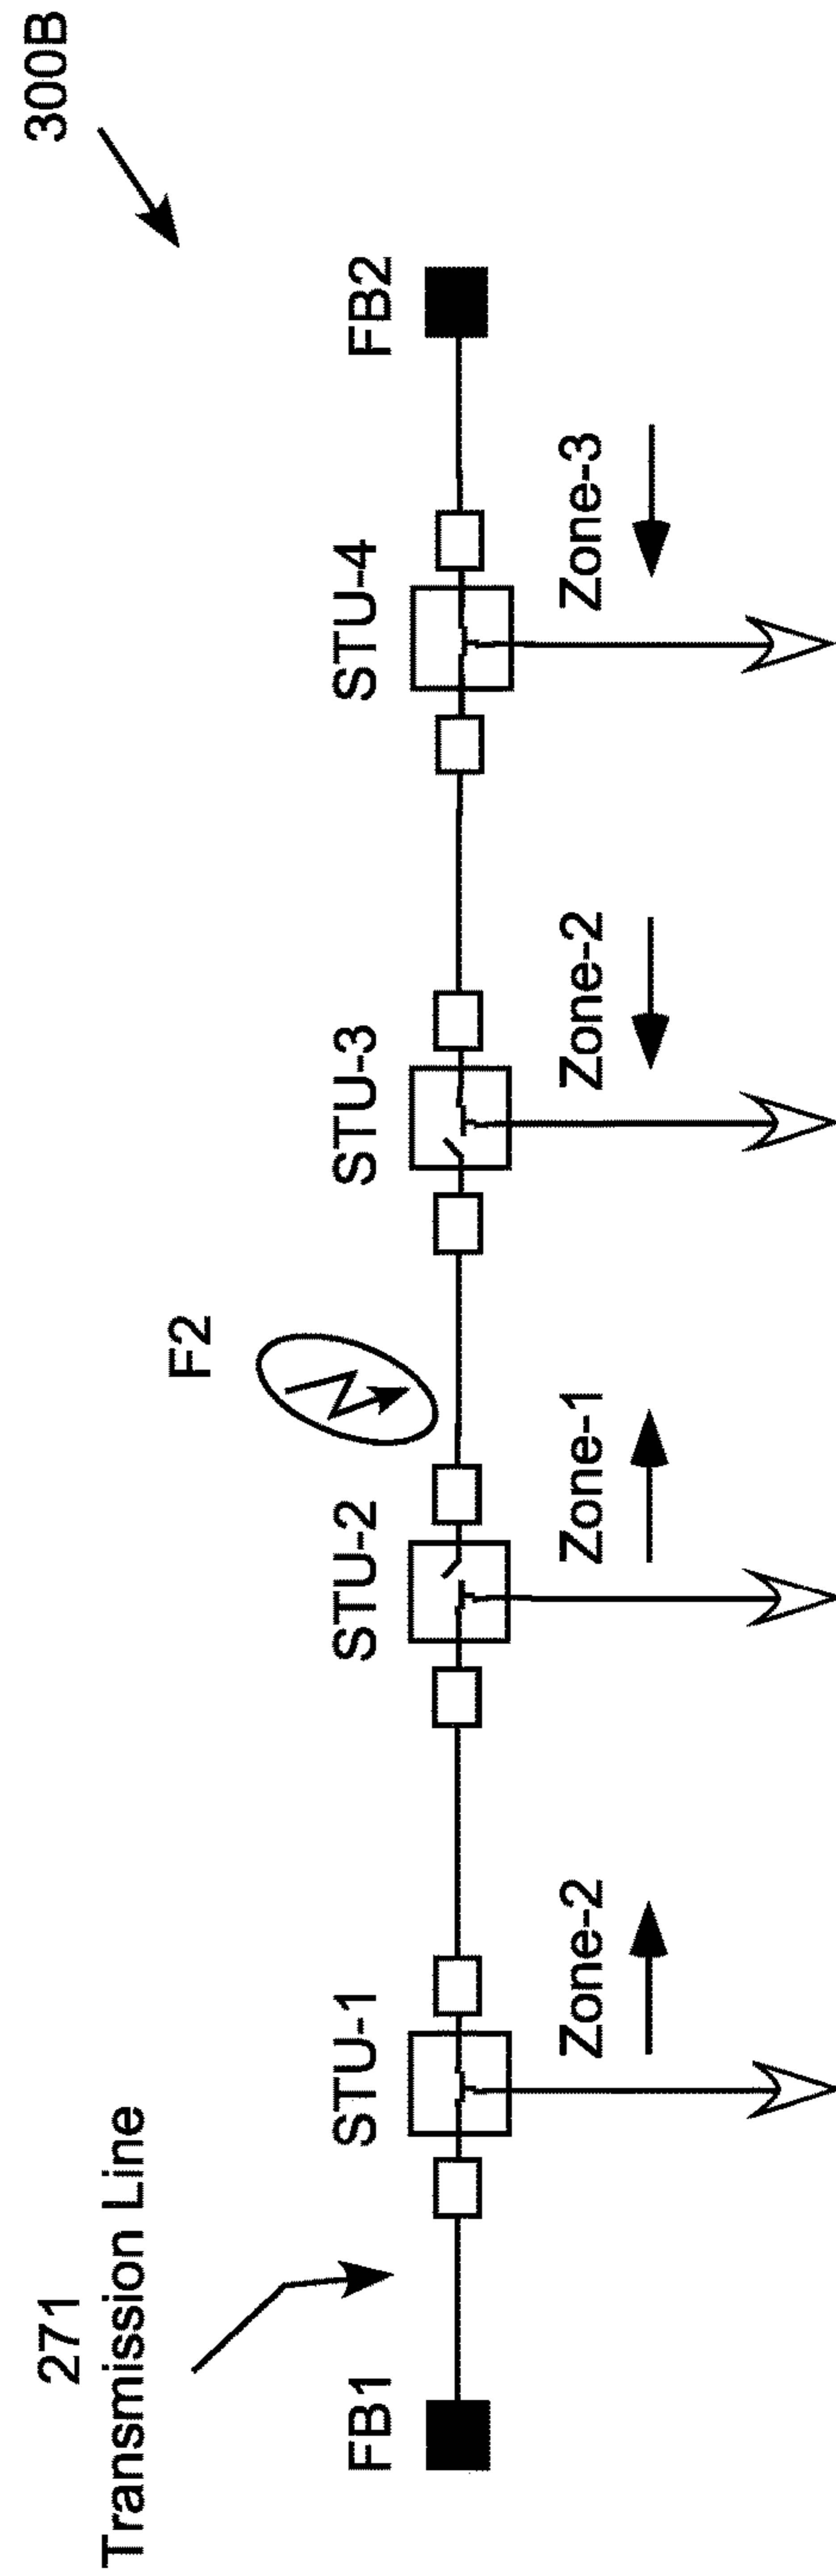 300B
271
Transmission Line
F2
FB1
STU-1
STU-2
STU-3
STU-4
FB2
Zone-2
Zone-1
Zone-2
Zone-3